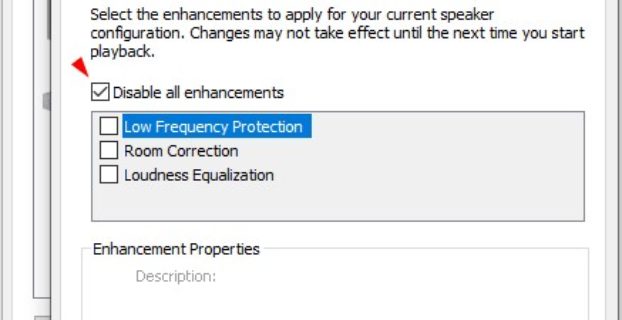 Select the enhancements to apply for your current speaker
configuration. Changes may not take effect until the next time you start
playback.
Disable all enhancements
Low Frequency Protection
Room Correction
Loudness Equalization
Enhancement Properties
Description: